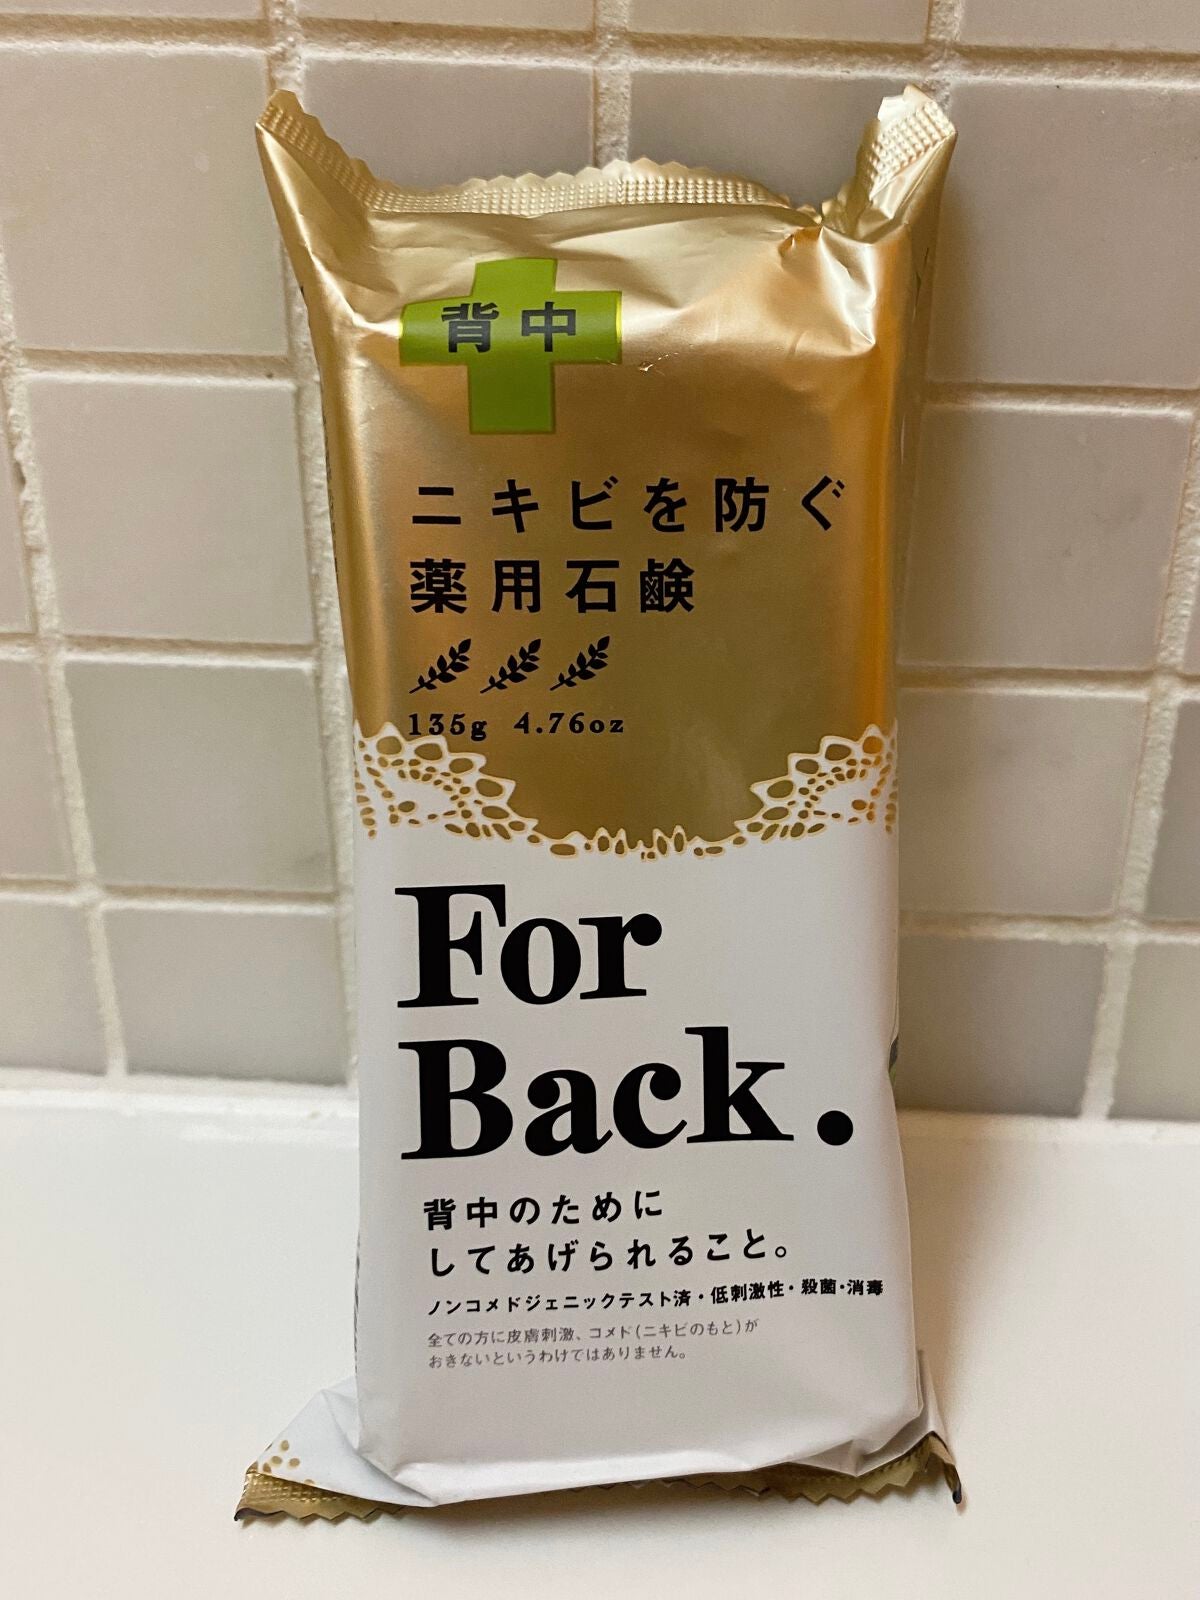 背中
ニキビを防ぐ
薬用石鹸
135g 4.76oz
For
Back.
背中のために
してあげられること。
ノンコメドジェニックテスト済・低刺激性・殺菌・消毒
全ての方に皮膚刺激、コメド(ニキビのもと)が
おきないというわけではありません。